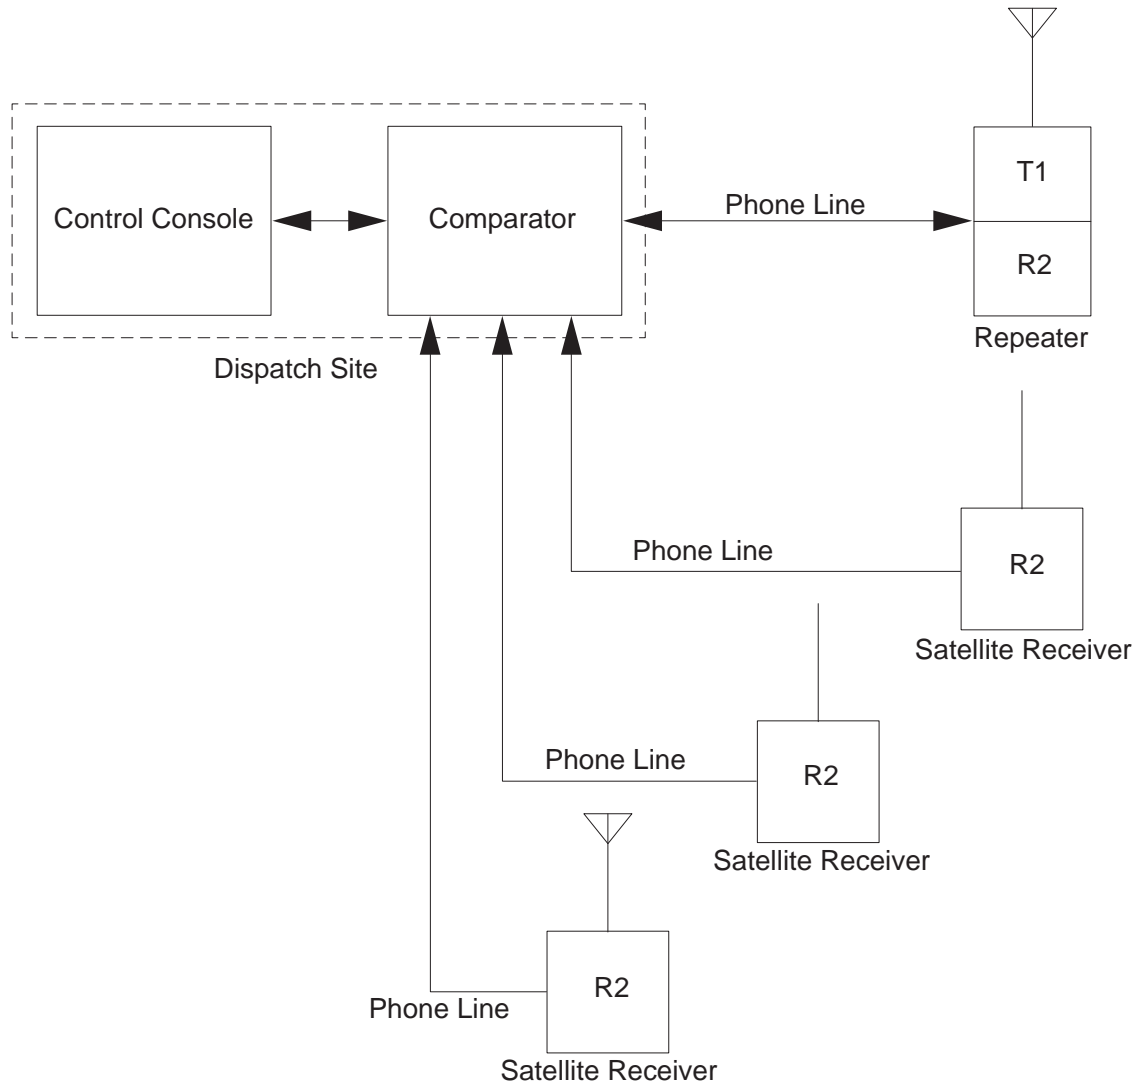 T1
Control Console
Comparator
Phone Line
R2
Repeater
Dispatch Site
Phone Line
R2
Satellite Receiver
Phone Line
R2
Satellite Receiver
R2
Phone Line
Satellite Receiver